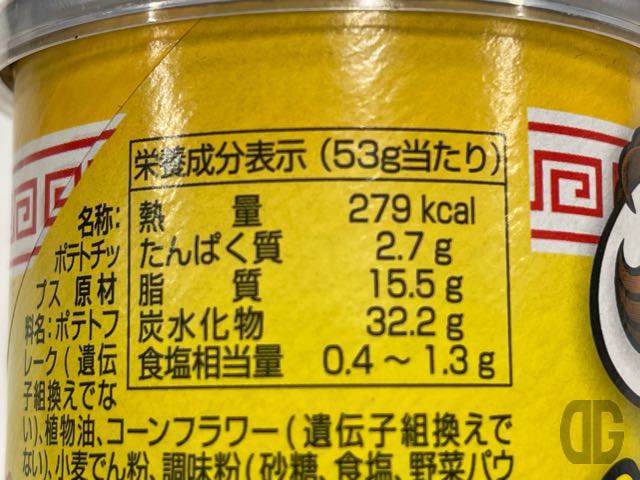 栄養成分表示 (53g当たり)
熱量 279 kcal
たんぱく質 2.7 g
脂質 15.5 g
炭水化物 32.2 g
食塩相当量 0.4 ～ 1.3 g
名称:
ポテトチッ
プス 原材
料名:ポテトフ
レーク(遺伝
子組換えでな
い)、植物油、コーンフラワー(遺伝子組換えで
ない)、小麦でん粉、調味粉(砂糖、食塩、野菜パウ
DG